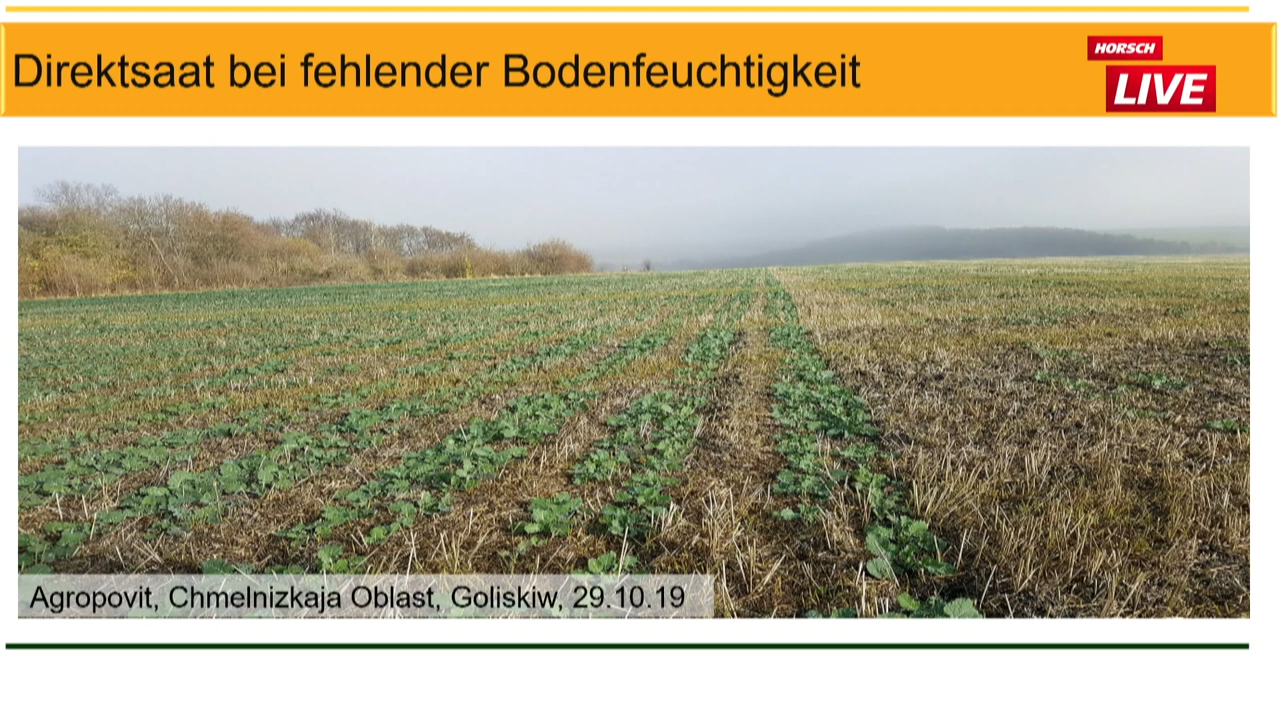 Direktsaat bei fehlender Bodenfeuchtigkeit
HORSCH
LIVE
Agropovit, Chmelnizkaja Oblast, Goliskiw, 29.10.19